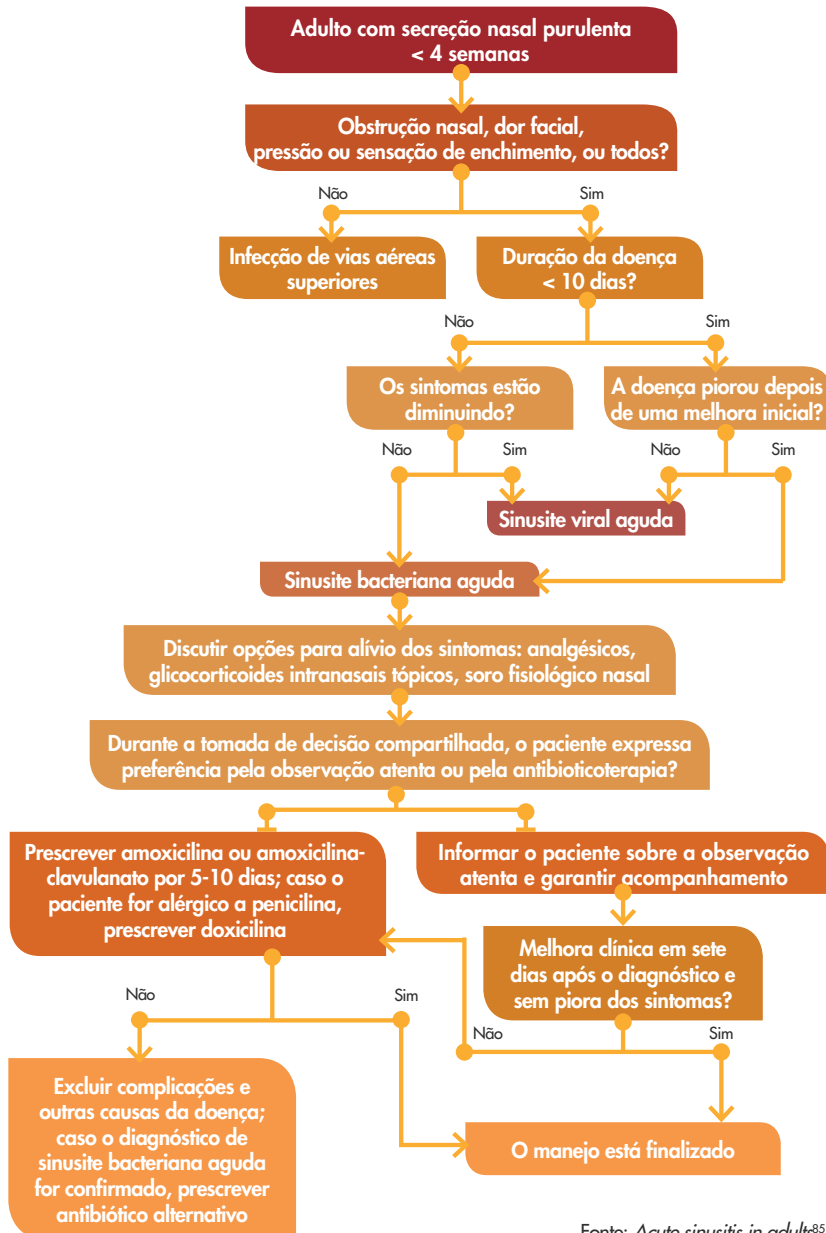 Adulto com secreção nasal purulenta
< 4 semanas
Obstrução nasal, dor facial,
pressão ou sensação de enchimento, ou todos?
Não
Sim
Infecção de vias aéreas
superiores
Duração da doença
< 10 dias?
Não
Sim
Os sintomas estão
diminuindo?
A doença piorou depois
de uma melhora inicial?
Não
Sim
Não
Sim
Sinusite viral aguda
Sinusite bacteriana aguda
Discutir opções para alívio dos sintomas: analgésicos,
glicocorticoides intranasais tópicos, soro fisiológico nasal
Durante a tomada de decisão compartilhada, o paciente expressa
preferência pela observação atenta ou pela antibioticoterapia?
Prescrever amoxicilina ou amoxicilina-
clavulanato por 5-10 dias; caso o
paciente for alérgico a penicilina,
prescrever doxicilina
Informar o paciente sobre a observação
atenta e garantir acompanhamento
Melhora clínica em sete
dias após o diagnóstico e
sem piora dos sintomas?
Não
Sim
Não
Sim
Excluir complicações e
outras causas da doença;
caso o diagnóstico de
sinusite bacteriana aguda
for confirmado, prescrever
antibiótico alternativo
O manejo está finalizado
Fonte: Acute sinusitis in adults85